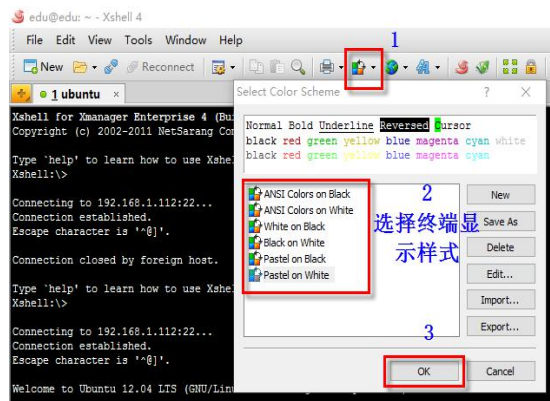 edu@edu: ~ - Xshell 4
File Edit View Tools Window Help
1
New Reconnect
1 ubuntu ×
Xshell for Xmanager Enterprise 4 (Bu
Copyright (c) 2002-2011 NetSarang Com
Type `help' to learn how to use Xshe
Xshell:\>
Connecting to 192.168.1.112:22...
Connection established.
Escape character is '^@]'.
Connection closed by foreign host.
Type `help' to learn how to use Xshe
Xshell:\>
Connecting to 192.168.1.112:22...
Connection established.
Escape character is '^@]'.
Welcome to Ubuntu 12.04 LTS (GNU/Lin
Select Color Scheme ? ×
Normal Bold Underline Reversed Cursor
black red green yellow blue magenta cyan white
black red green yellow blue magenta cyan
ANSI Colors on Black
ANSI Colors on White
White on Black
Black on White
Pastel on Black
Pastel on White
2
选择终端显
示样式
New
Save As
Delete
Edit...
Import...
Export...
3
OK
Cancel